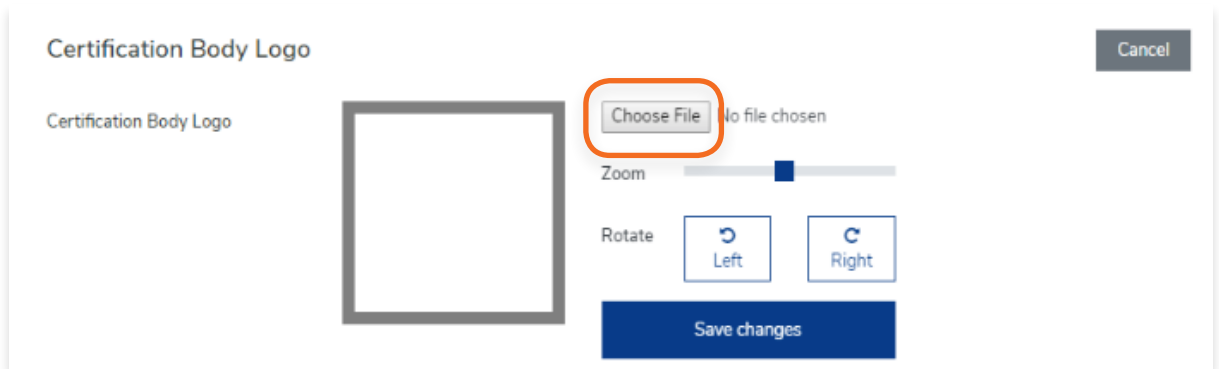 Certification Body Logo
Cancel
Certification Body Logo
Choose File No file chosen
Zoom
Rotate
Left
Right
Save changes